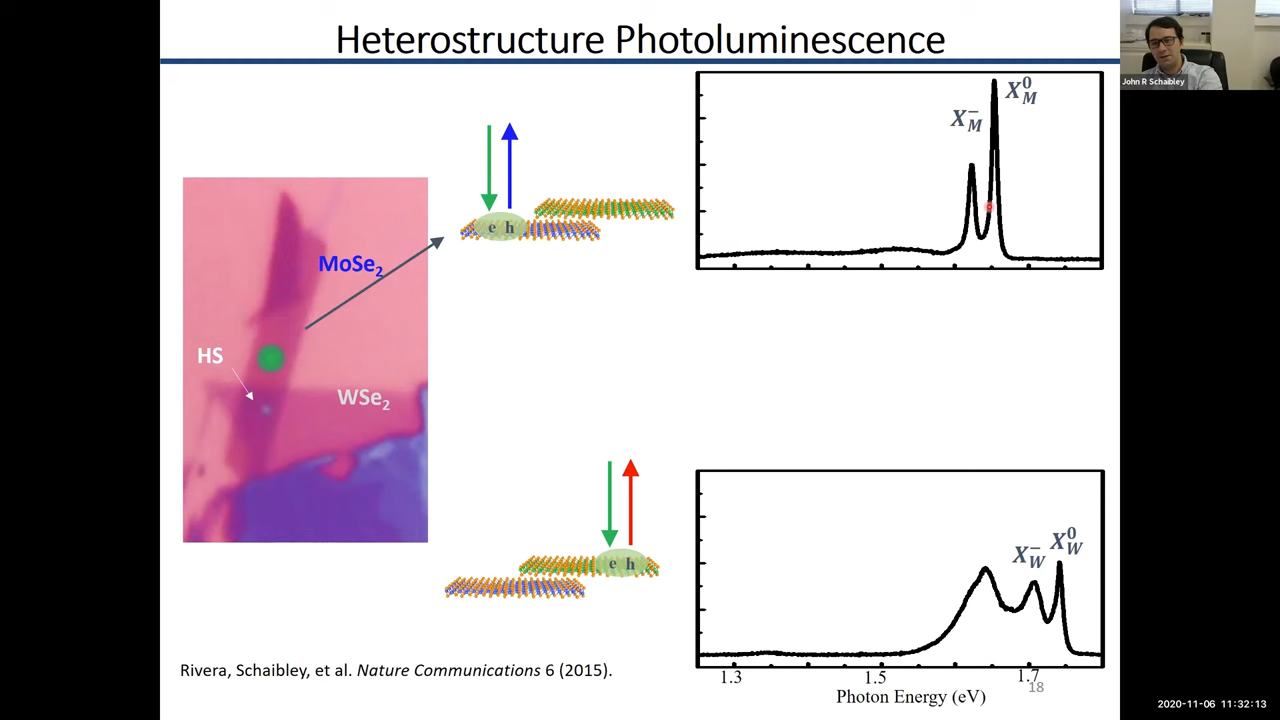 Heterostructure Photoluminescence
John R Schaibley
X_M^0
X_M^-
e h
MoSe2
HS
WSe2
X_W^0
X_W^-
e h
Rivera, Schaibley, et al. Nature Communications 6 (2015).
1.3 1.5 1.7
18
Photon Energy (eV)
2020-11-06 11:32:13